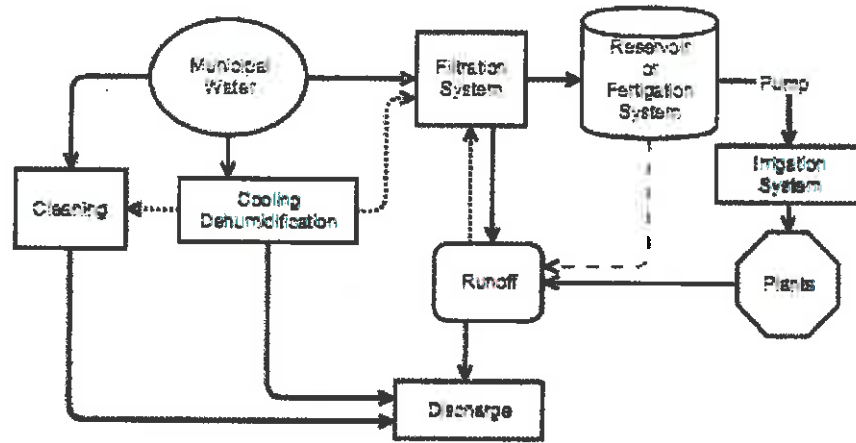 Municipal
Water
Filtration
System
Reservoir
or
Fertigation
System
Pump
Irrigation
System
Cleaning
Cooling
Dehumidification
Runoff
Plants
Discharge